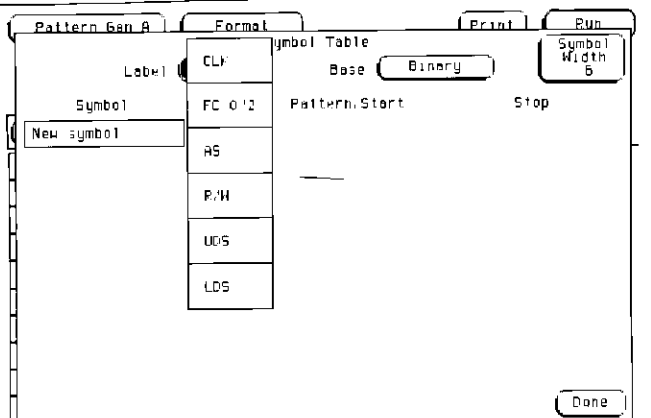 Pattern Gen A Format Print Run
Symbol Table
Label Base Binary Symbol Width 6
Symbol Pattern/Start Stop
New symbol
CLK
FC 0-2
AS
R/W
UDS
LDS
Done